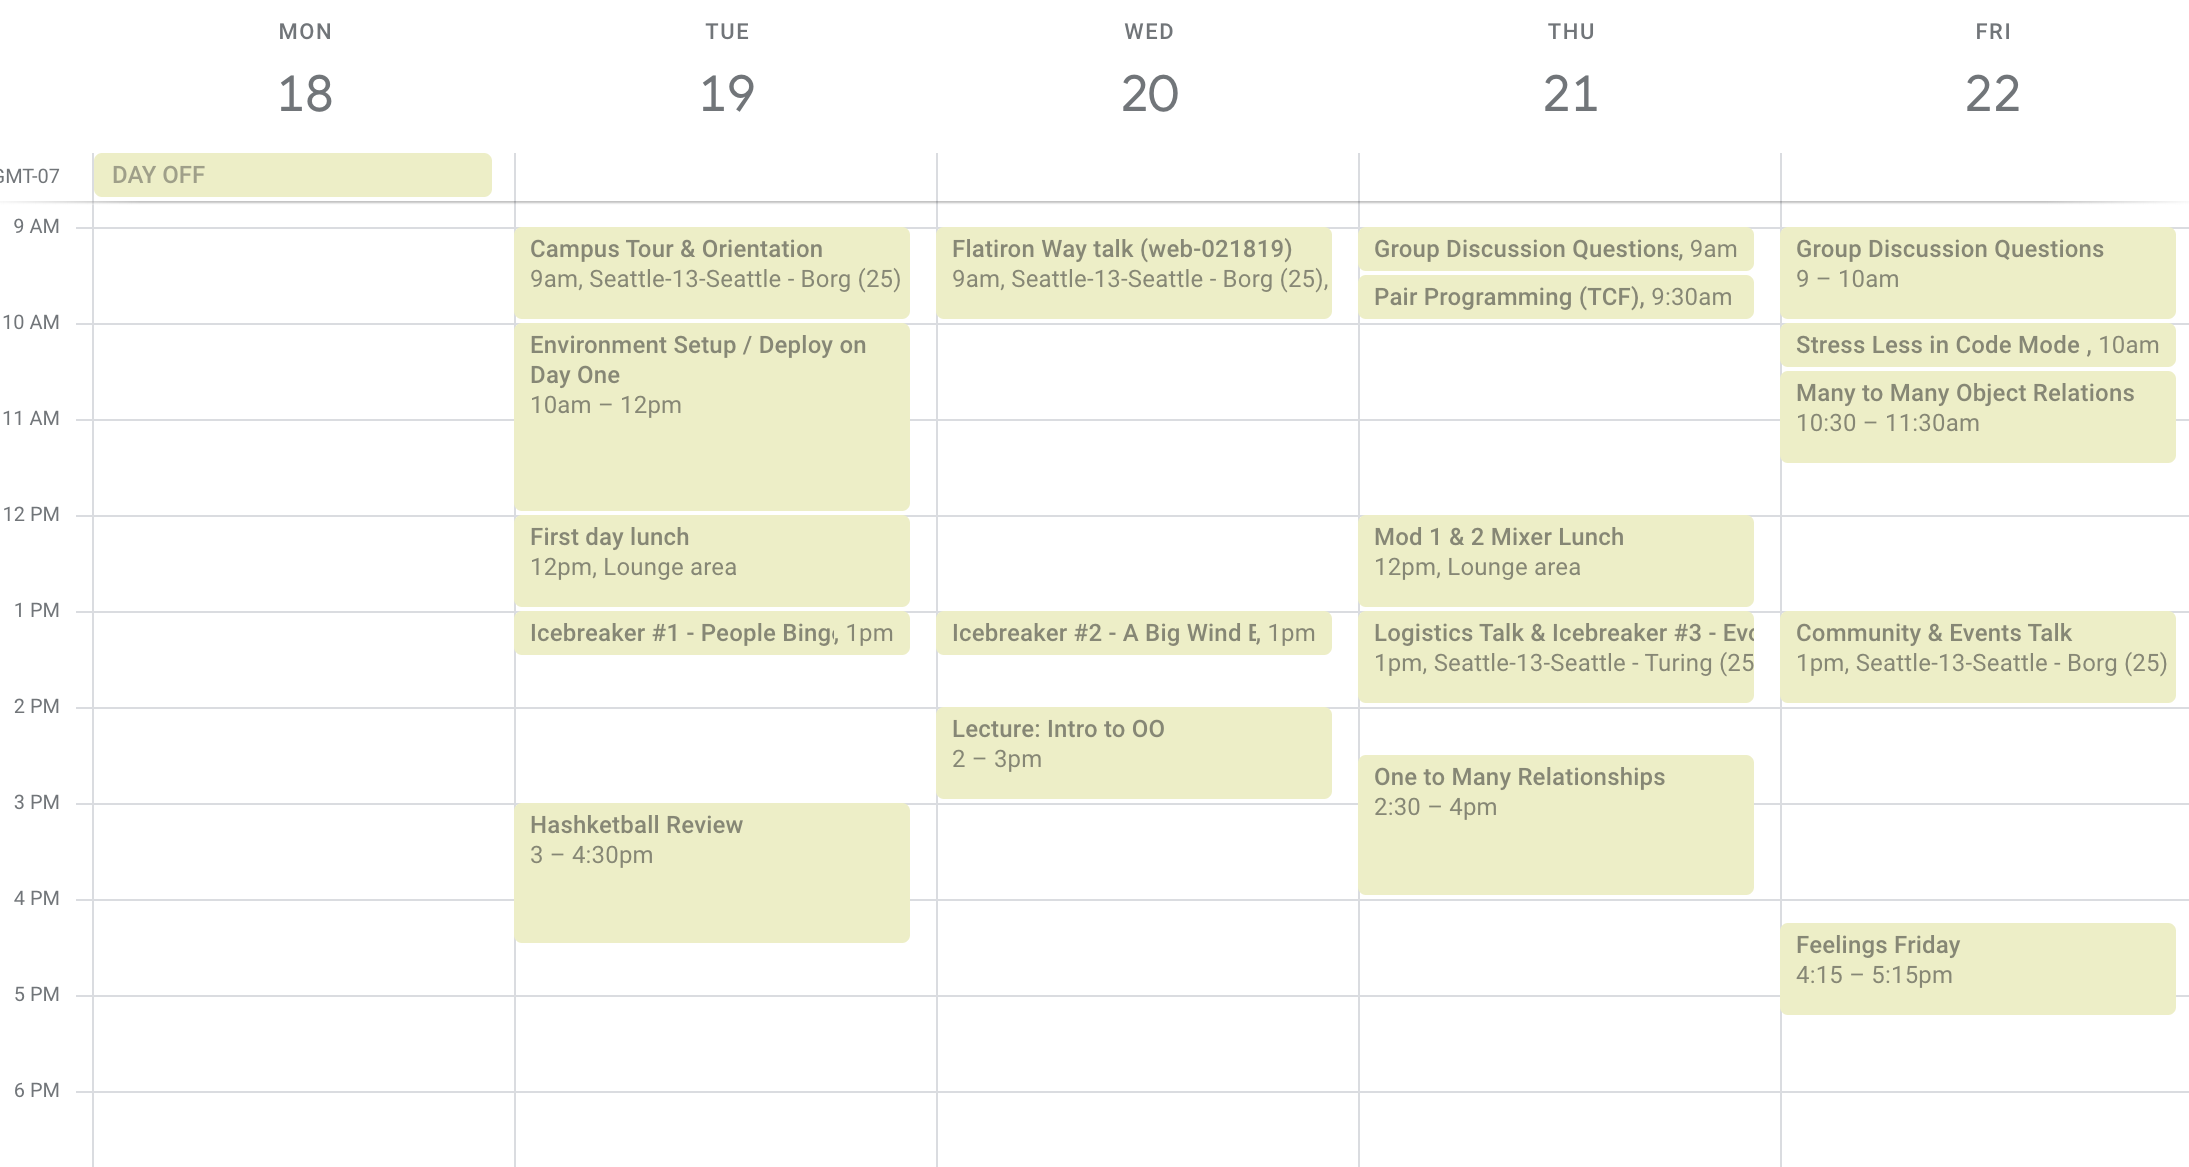 MON
TUE
WED
THU
FRI
18
19
20
21
22
GMT-07
DAY OFF
9 AM
10 AM
11 AM
12 PM
1 PM
2 PM
3 PM
4 PM
5 PM
6 PM
Campus Tour & Orientation
9am, Seattle-13-Seattle - Borg (25)
Environment Setup / Deploy on
Day One
10am – 12pm
First day lunch
12pm, Lounge area
Icebreaker #1 - People Bing, 1pm
Hashketball Review
3 – 4:30pm
Flatiron Way talk (web-021819)
9am, Seattle-13-Seattle - Borg (25),
Icebreaker #2 - A Big Wind , 1pm
Lecture: Intro to OO
2 – 3pm
Group Discussion Questions, 9am
Pair Programming (TCF), 9:30am
Mod 1 & 2 Mixer Lunch
12pm, Lounge area
Logistics Talk & Icebreaker #3 - Evo
1pm, Seattle-13-Seattle - Turing (25
One to Many Relationships
2:30 – 4pm
Group Discussion Questions
9 – 10am
Stress Less in Code Mode , 10am
Many to Many Object Relations
10:30 – 11:30am
Community & Events Talk
1pm, Seattle-13-Seattle - Borg (25)
Feelings Friday
4:15 – 5:15pm